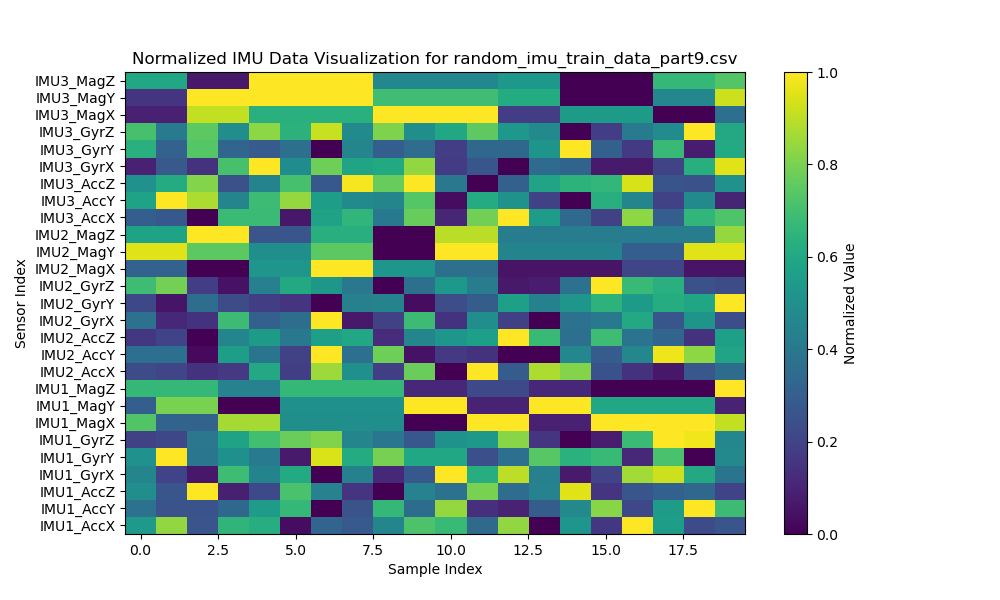 Normalized IMU Data Visualization for random_imu_train_data_part9.csv
IMU3_MagZ
IMU3_MagY
IMU3_MagX
IMU3_GyrZ
IMU3_GyrY
IMU3_GyrX
IMU3_AccZ
IMU3_AccY
IMU3_AccX
IMU2_MagZ
IMU2_MagY
IMU2_MagX
IMU2_GyrZ
IMU2_GyrY
IMU2_GyrX
IMU2_AccZ
IMU2_AccY
IMU2_AccX
IMU1_MagZ
IMU1_MagY
IMU1_MagX
IMU1_GyrZ
IMU1_GyrY
IMU1_GyrX
IMU1_AccZ
IMU1_AccY
IMU1_AccX
Sensor Index
0.0 2.5 5.0 7.5 10.0 12.5 15.0 17.5
Sample Index
1.0
0.8
0.6
0.4
0.2
0.0
Normalized Value